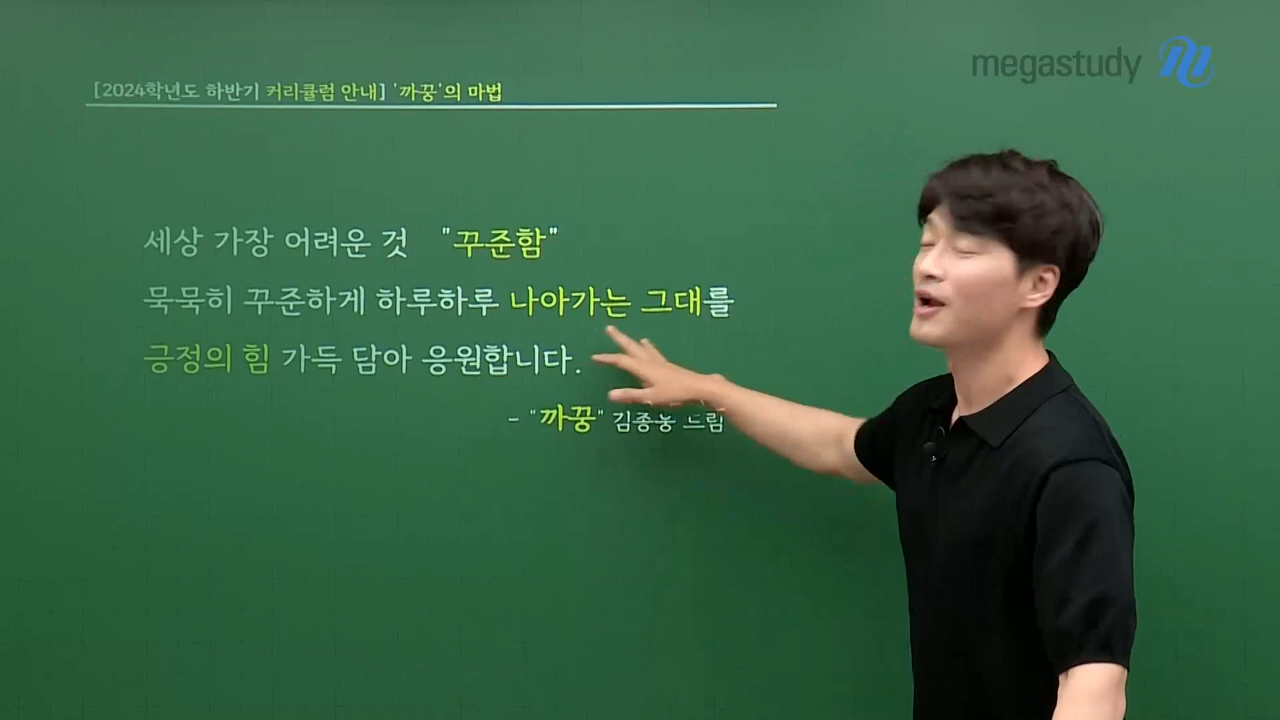 megastudy
[2024학년도 하반기 커리큘럼 안내] '까꿍'의 마법
세상 가장 어려운 것 "꾸준함"
묵묵히 꾸준하게 하루하루 나아가는 그대를
긍정의 힘 가득 담아 응원합니다.
- "까꿍" 드림